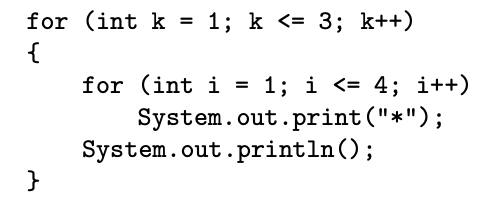 for (int k = 1; k <= 3; k++)
{
    for (int i = 1; i <= 4; i++)
        System.out.print("*");
    System.out.println();
}